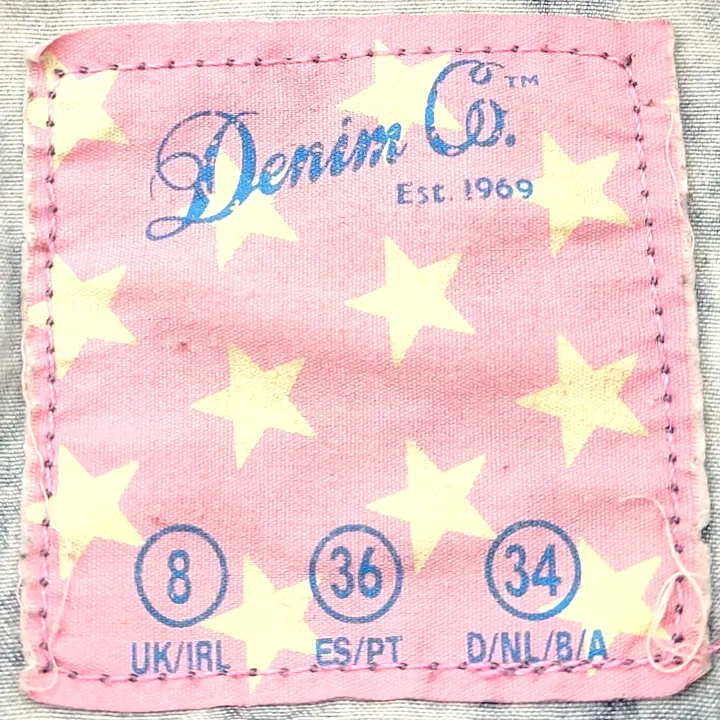 Denim Co.™
Est. 1969
8 36 34
UK/IRL ES/PT D/NL/B/A